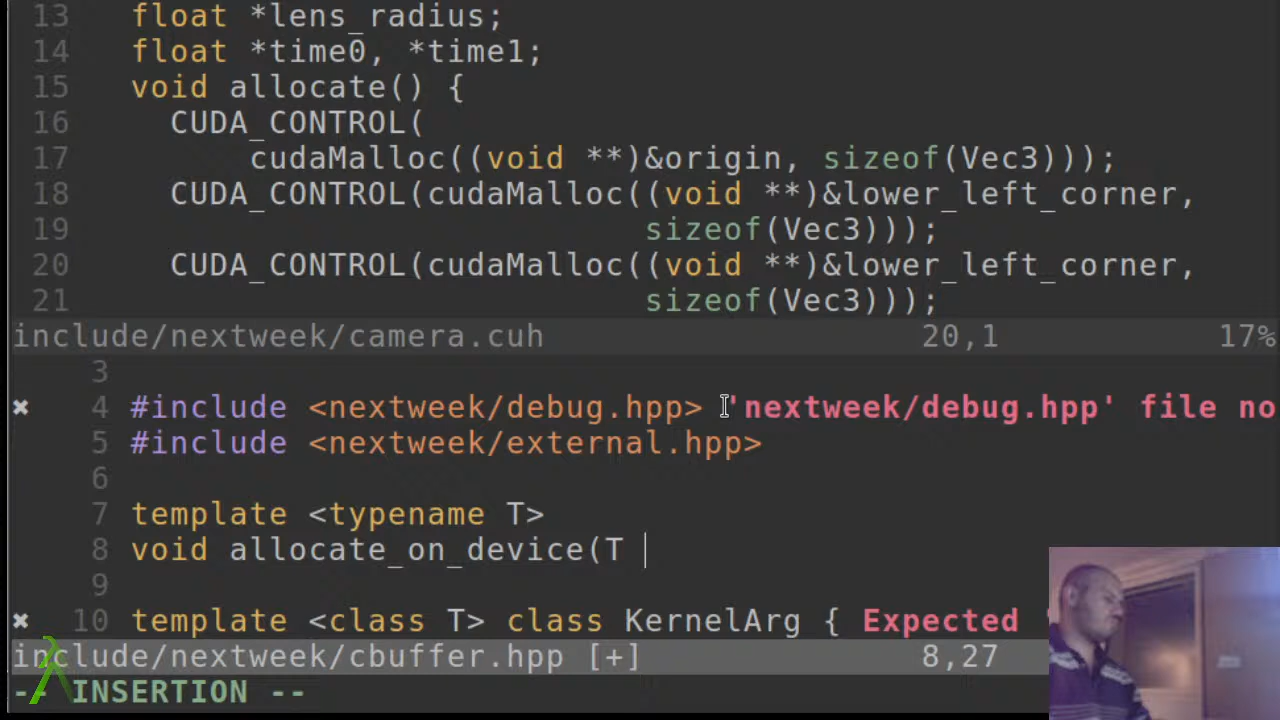 13 float *lens_radius;
14 float *time0, *time1;
15 void allocate() {
16 CUDA_CONTROL(
17 cudaMalloc((void **)&origin, sizeof(Vec3)));
18 CUDA_CONTROL(cudaMalloc((void **)&lower_left_corner,
19 sizeof(Vec3)));
20 CUDA_CONTROL(cudaMalloc((void **)&lower_left_corner,
21 sizeof(Vec3)));
include/nextweek/camera.cuh 20,1 17%
3
✖ 4 #include <nextweek/debug.hpp> 'nextweek/debug.hpp' file no
5 #include <nextweek/external.hpp>
6
7 template <typename T>
8 void allocate_on_device(T
9
✖ 10 template <class T> class KernelArg { Expected
include/nextweek/cbuffer.hpp [+] 8,27
-- INSERTION --